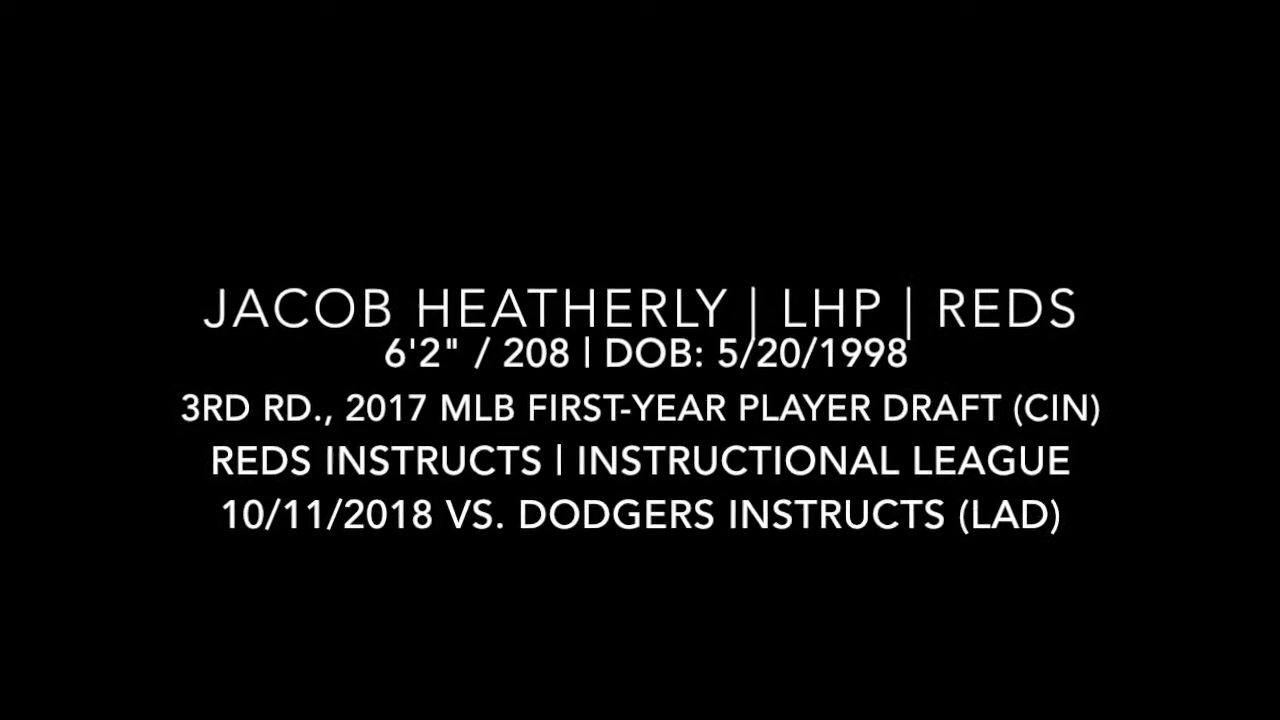 JACOB HEATHERLY | LHP | REDS
6'2" / 208 | DOB: 5/20/1998
3RD RD., 2017 MLB FIRST-YEAR PLAYER DRAFT (CIN)
REDS INSTRUCTS | INSTRUCTIONAL LEAGUE
10/11/2018 VS. DODGERS INSTRUCTS (LAD)